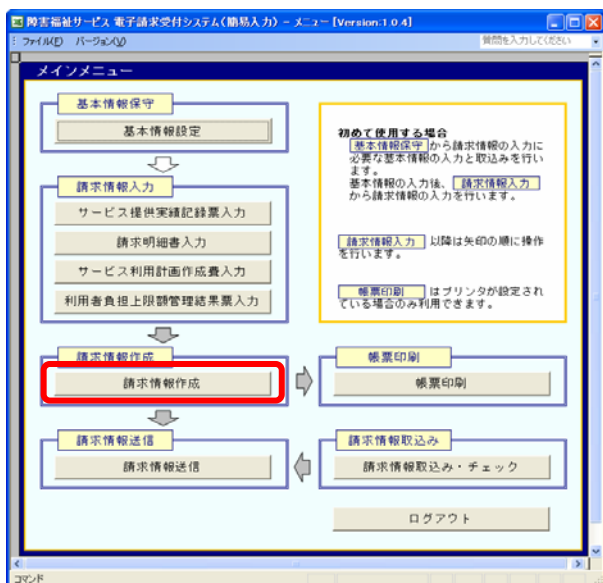 障害福祉サービス 電子請求受付システム(簡易入力) - メニュー [Version:1.0.4]
ファイル(F) バージョン(V)
質問を入力してください
メインメニュー
基本情報保守
基本情報設定
請求情報入力
サービス提供実績記録票入力
請求明細書入力
サービス利用計画作成費入力
利用者負担上限額管理結果票入力
初めて使用する場合
基本情報保守 から請求情報の入力に
必要な基本情報の入力と取込みを行い
ます。
基本情報の入力後、 請求情報入力
から請求情報の入力を行います。
請求情報入力 以降は矢印の順に操作
を行います。
帳票印刷 はプリンタが設定され
ている場合のみ利用できます。
請求情報作成
請求情報作成
帳票印刷
帳票印刷
請求情報送信
請求情報送信
請求情報取込み
請求情報取込み・チェック
ログアウト
コマンド